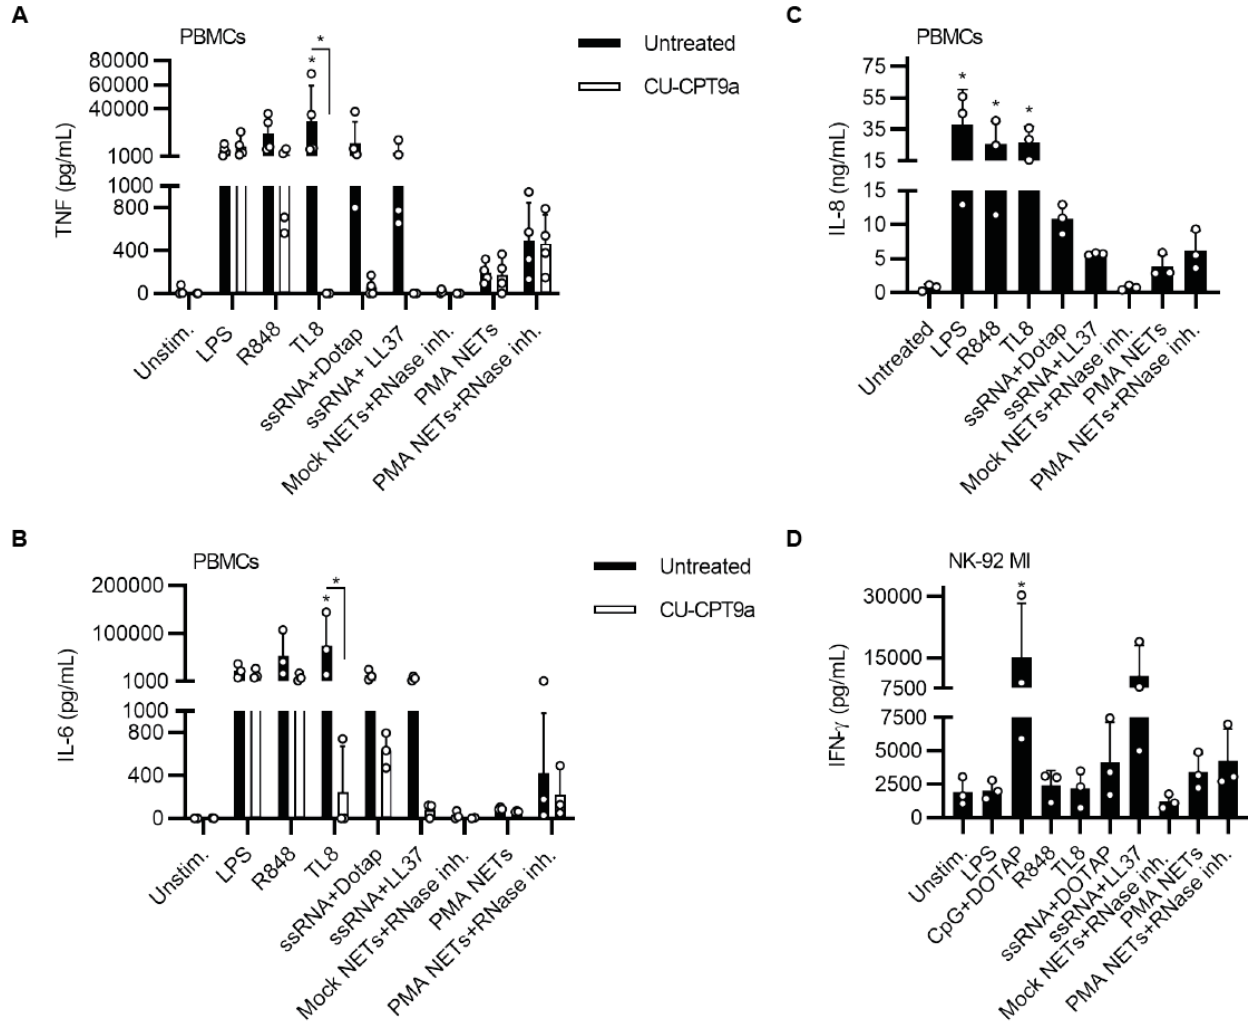 A
PBMCs
Untreated
CU-CPT9a
TNF (pg/mL)
80000
60000
40000
1000
1000
800
400
0
*
*
Unstim.
LPS
R848
TL8
ssRNA+Dotap
ssRNA+ LL37
Mock NETs+RNase inh.
PMA NETs
PMA NETs+RNase inh.
C
PBMCs
IL-8 (ng/mL)
75
55
35
15
15
10
5
0
*
*
*
Untreated
LPS
R848
TL8
ssRNA+Dotap
ssRNA+LL37
Mock NETs+RNase inh.
PMA NETs
PMA NETs+RNase inh.
B
PBMCs
Untreated
CU-CPT9a
IL-6 (pg/mL)
200000
100000
1000
1000
800
400
0
*
*
Unstim.
LPS
R848
TL8
ssRNA+Dotap
ssRNA+LL37
Mock NETs+RNase inh.
PMA NETs
PMA NETs+RNase inh.
D
NK-92 MI
IFN-γ (pg/mL)
30000
15000
7500
7500
5000
2500
0
*
Unstim.
LPS
CpG+DOTAP
R848
TL8
ssRNA+DOTAP
ssRNA+LL37
Mock NETs+RNase inh.
PMA NETs
PMA NETs+RNase inh.